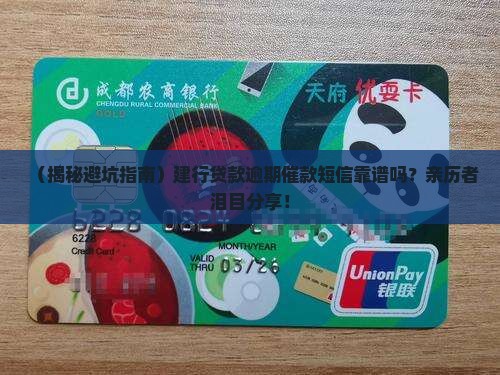 成都农商银行
CHENGDU RURAL COMMERCIAL BANK
GOLD
天府 优耍卡
（揭秘避坑指南）建行贷款逾期催款短信靠谱吗？亲历者
泪目分享！
6228 0824
6228
Credit Card
MONTH/YEAR
VALID
THRU 03/26
UnionPay
银联